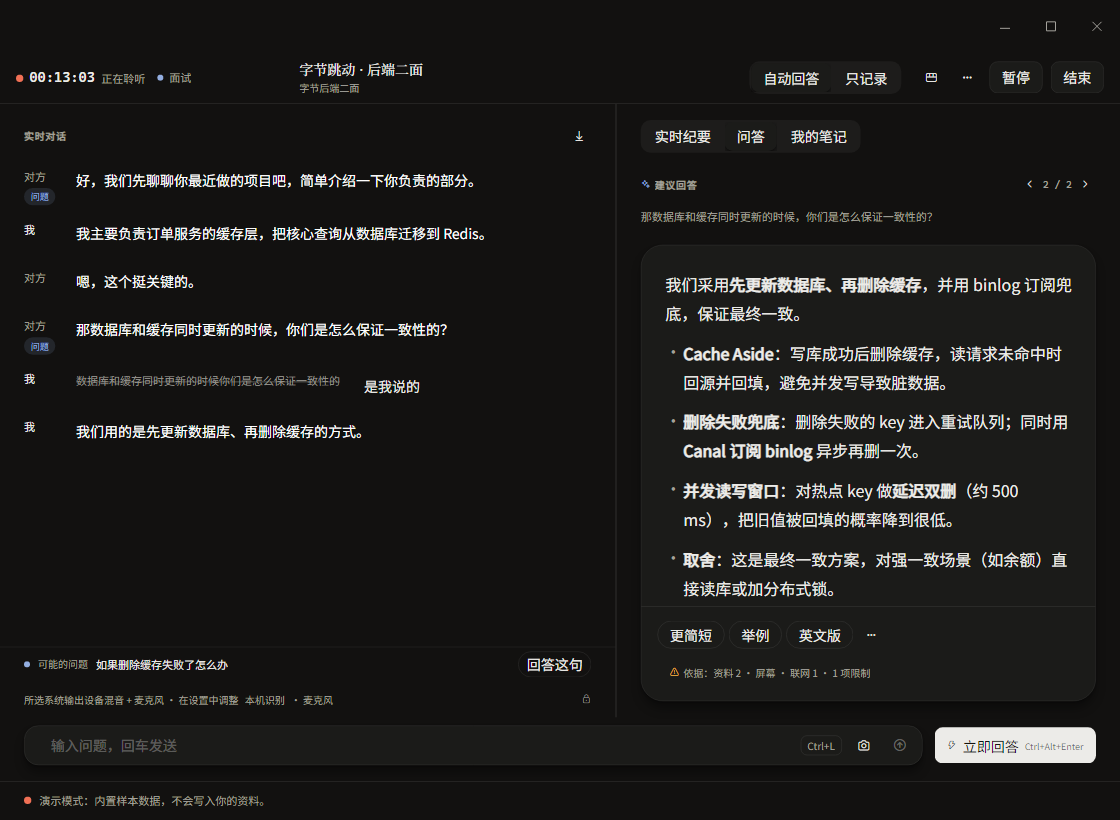 00:13:03 正在聆听 面试
字节跳动 · 后端二面
字节后端二面
自动回答 只记录 ··· 暂停 结束
实时对话
对方 好，我们先聊聊你最近做的项目吧，简单介绍一下你负责的部分。
问题
我 我主要负责订单服务的缓存层，把核心查询从数据库迁移到 Redis。
对方 嗯，这个挺关键的。
对方 那数据库和缓存同时更新的时候，你们是怎么保证一致性的？
问题
我 数据库和缓存同时更新的时候你们是怎么保证一致性的 是我说的
我 我们用的是先更新数据库、再删除缓存的方式。
可能的问题 如果删除缓存失败了怎么办 回答这句
所选系统输出设备混音 + 麦克风 · 在设置中调整 本机识别 · 麦克风
实时纪要 问答 我的笔记
建议回答 2 / 2
那数据库和缓存同时更新的时候，你们是怎么保证一致性的？
我们采用先更新数据库、再删除缓存，并用 binlog 订阅兜
底，保证最终一致。
· Cache Aside：写库成功后删除缓存，读请求未命中时
回源并回填，避免并发写导致脏数据。
· 删除失败兜底：删除失败的 key 进入重试队列；同时用
Canal 订阅 binlog 异步再删一次。
· 并发读写窗口：对热点 key 做延迟双删（约 500
ms），把旧值被回填的概率降到很低。
· 取舍：这是最终一致方案，对强一致场景（如余额）直
接读库或加分布式锁。
更简短 举例 英文版 ···
依据：资料 2 · 屏幕 · 联网 1 · 1 项限制
输入问题，回车发送 Ctrl+L
立即回答 Ctrl+Alt+Enter
演示模式：内置样本数据，不会写入你的资料。